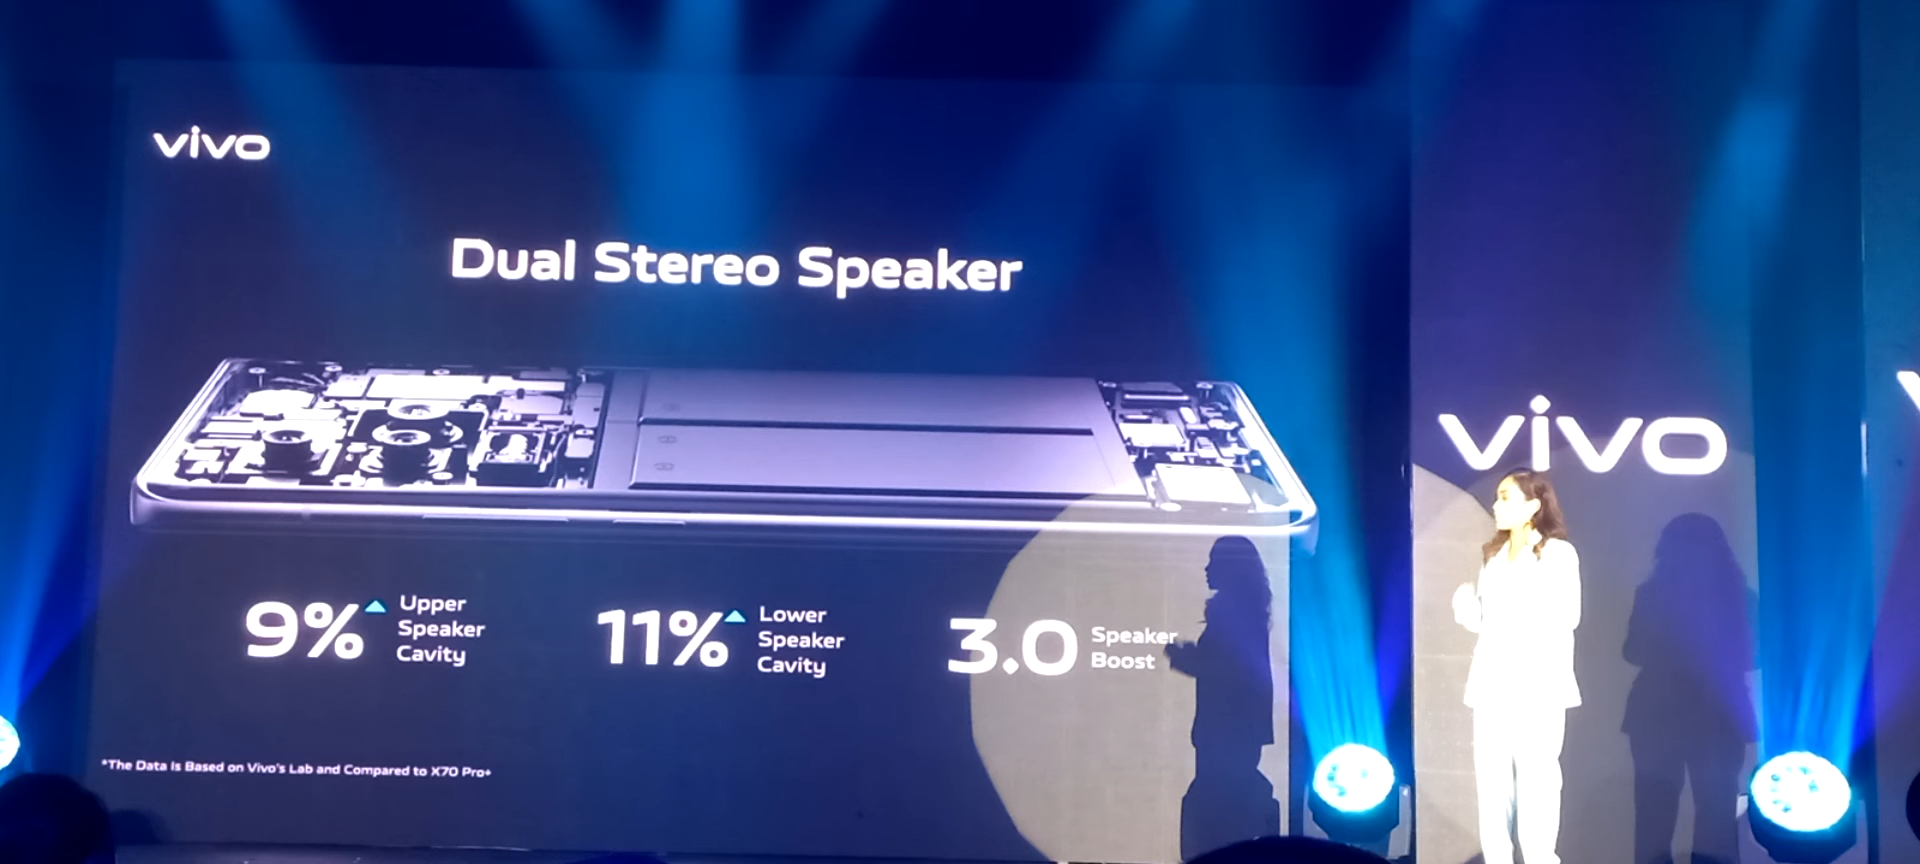 vivo
Dual Stereo Speaker
9% Upper
Speaker
Cavity
11% Lower
Speaker
Cavity
3.0 Speaker
Boost
*The Data is Based on Vivo's Lab and Compared to X70 Pro+
vivo